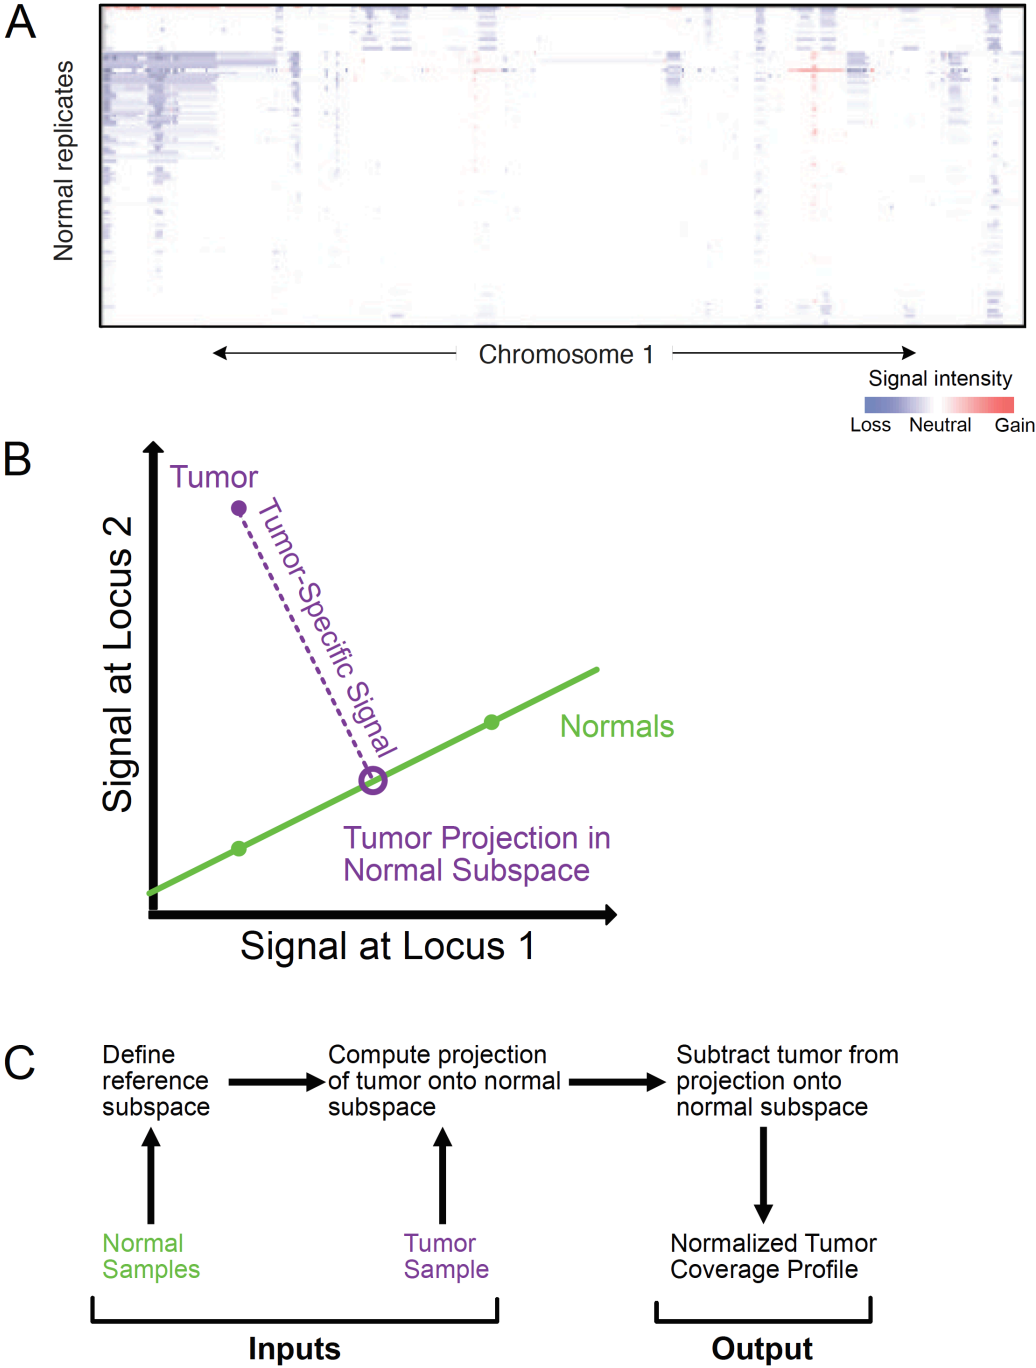 A
Normal replicates
Chromosome 1
Signal intensity
Loss Neutral Gain
B
Tumor
Tumor-Specific Signal
Signal at Locus 2
Normals
Tumor Projection in
Normal Subspace
Signal at Locus 1
C
Define
reference
subspace
Compute projection
of tumor onto normal
subspace
Subtract tumor from
projection onto
normal subspace
Normal
Samples
Tumor
Sample
Normalized Tumor
Coverage Profile
Inputs
Output